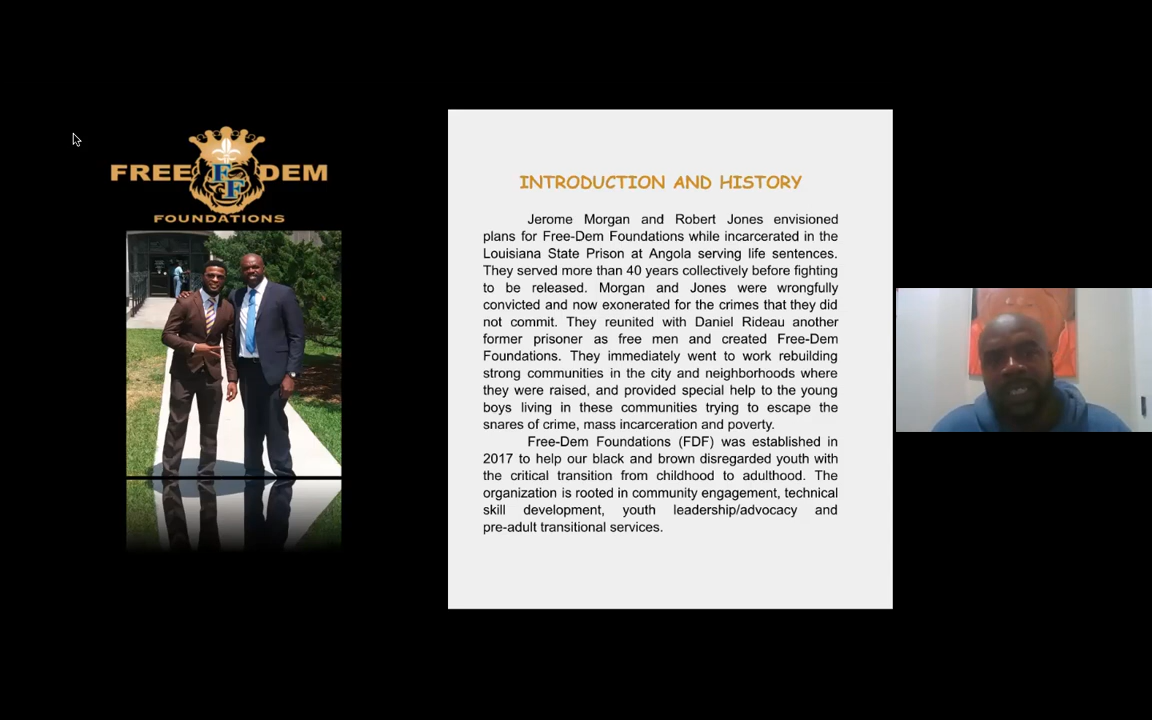 FREE DEM
FF
FOUNDATIONS
INTRODUCTION AND HISTORY
Jerome Morgan and Robert Jones envisioned
plans for Free-Dem Foundations while incarcerated in the
Louisiana State Prison at Angola serving life sentences.
They served more than 40 years collectively before fighting
to be released. Morgan and Jones were wrongfully
convicted and now exonerated for the crimes that they did
not commit. They reunited with Daniel Rideau another
former prisoner as free men and created Free-Dem
Foundations. They immediately went to work rebuilding
strong communities in the city and neighborhoods where
they were raised, and provided special help to the young
boys living in these communities trying to escape the
snares of crime, mass incarceration and poverty.
Free-Dem Foundations (FDF) was established in
2017 to help our black and brown disregarded youth with
the critical transition from childhood to adulthood. The
organization is rooted in community engagement, technical
skill development, youth leadership/advocacy and
pre-adult transitional services.